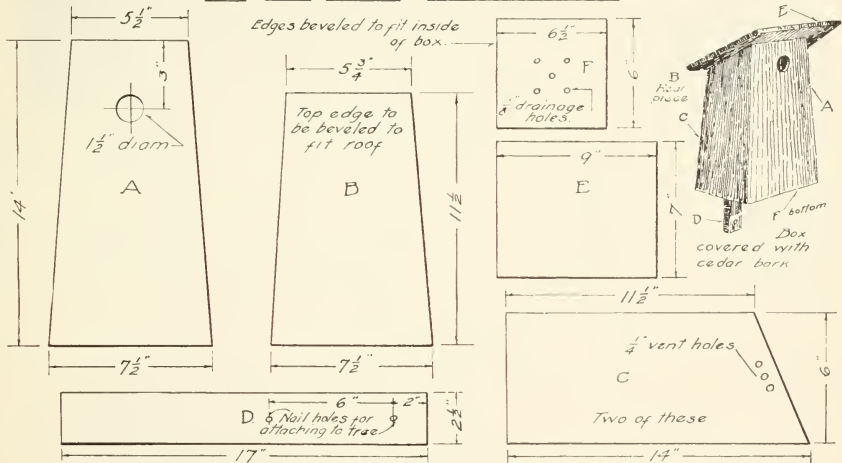 5 1/2"
3"
1 1/2" diam
A
14"
7 1/2"
Edges beveled to fit inside
of box.
5 3/4"
Top edge to
be beveled to
fit roof
B
11 1/2"
7 1/2"
6 1/2"
F
6"
drainage
holes.
9"
E
7"
E
B
Rear
piece
C
A
D
F bottom
Box
covered with
cedar bark
11 1/2"
1/4" vent holes
C
6"
Two of these
14"
D
6"
2"
Nail holes for
attaching to tree
2 1/2"
17"